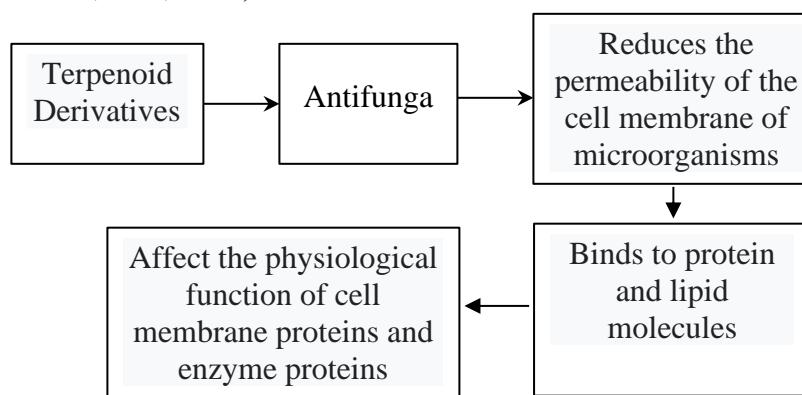 Terpenoid
Derivatives
Antifunga
Reduces the
permeability of the
cell membrane of
microorganisms
Binds to protein
and lipid
molecules
Affect the physiological
function of cell
membrane proteins and
enzyme proteins